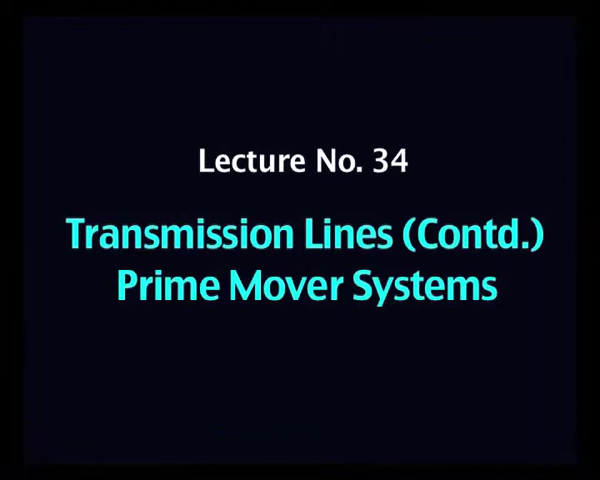 Lecture No. 34
Transmission Lines (Contd.)
Prime Mover Systems